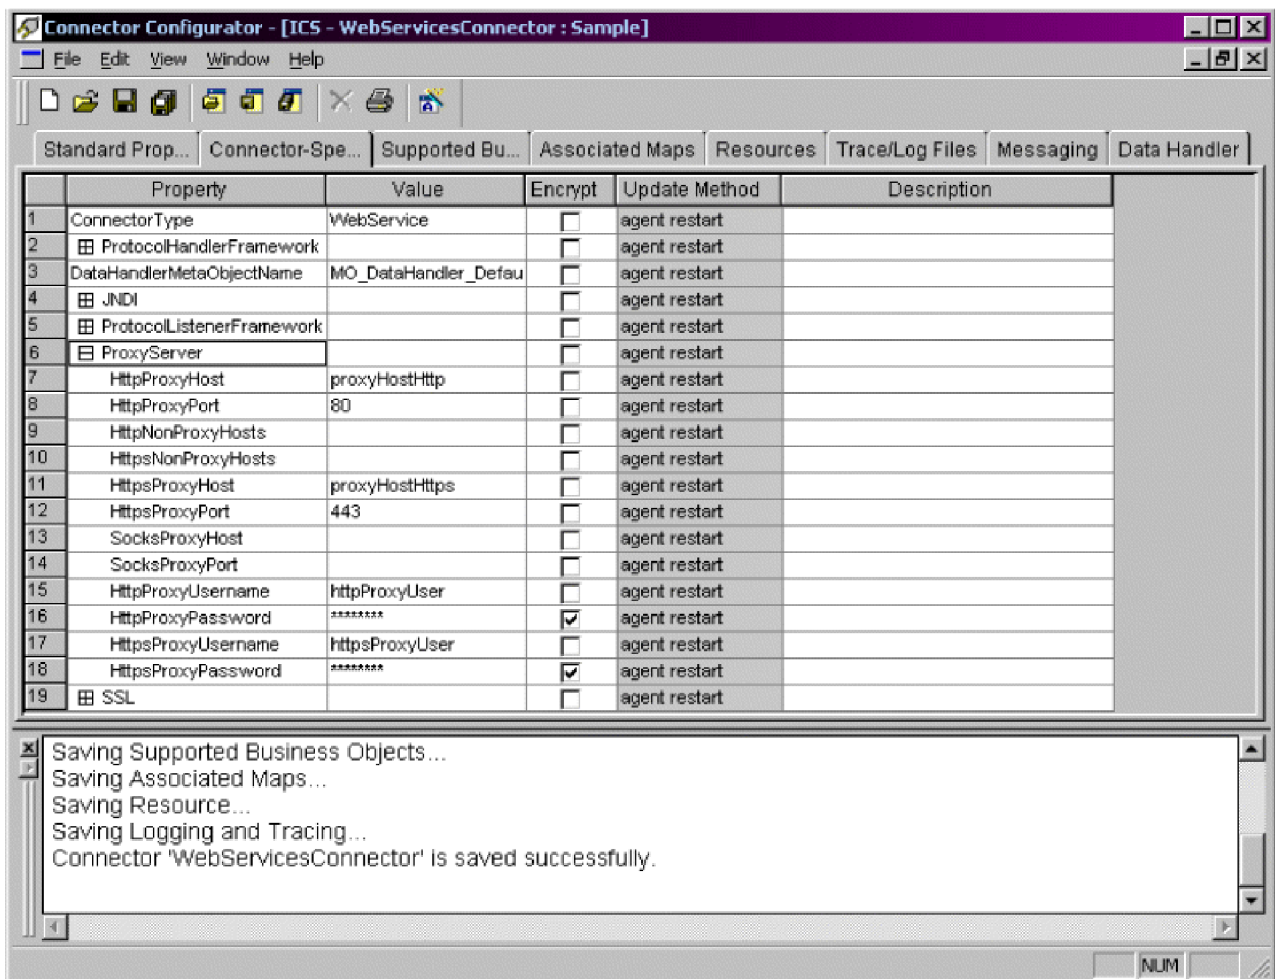 Connector Configurator - [ICS - WebServicesConnector : Sample]
File Edit View Window Help
Standard Prop... Connector-Spe... Supported Bu... Associated Maps Resources Trace/Log Files Messaging Data Handler
Property Value Encrypt Update Method Description
1 ConnectorType WebService agent restart
2 ProtocolHandlerFramework agent restart
3 DataHandlerMetaObjectName MO_DataHandler_Defau agent restart
4 JNDI agent restart
5 ProtocolListenerFramework agent restart
6 ProxyServer agent restart
7 HttpProxyHost proxyHostHttp agent restart
8 HttpProxyPort 80 agent restart
9 HttpNonProxyHosts agent restart
10 HttpsNonProxyHosts agent restart
11 HttpsProxyHost proxyHostHttps agent restart
12 HttpsProxyPort 443 agent restart
13 SocksProxyHost agent restart
14 SocksProxyPort agent restart
15 HttpProxyUsername httpProxyUser agent restart
16 HttpProxyPassword ******** agent restart
17 HttpsProxyUsername httpsProxyUser agent restart
18 HttpsProxyPassword ******** agent restart
19 SSL agent restart
Saving Supported Business Objects...
Saving Associated Maps...
Saving Resource...
Saving Logging and Tracing...
Connector 'WebServicesConnector' is saved successfully.
NUM